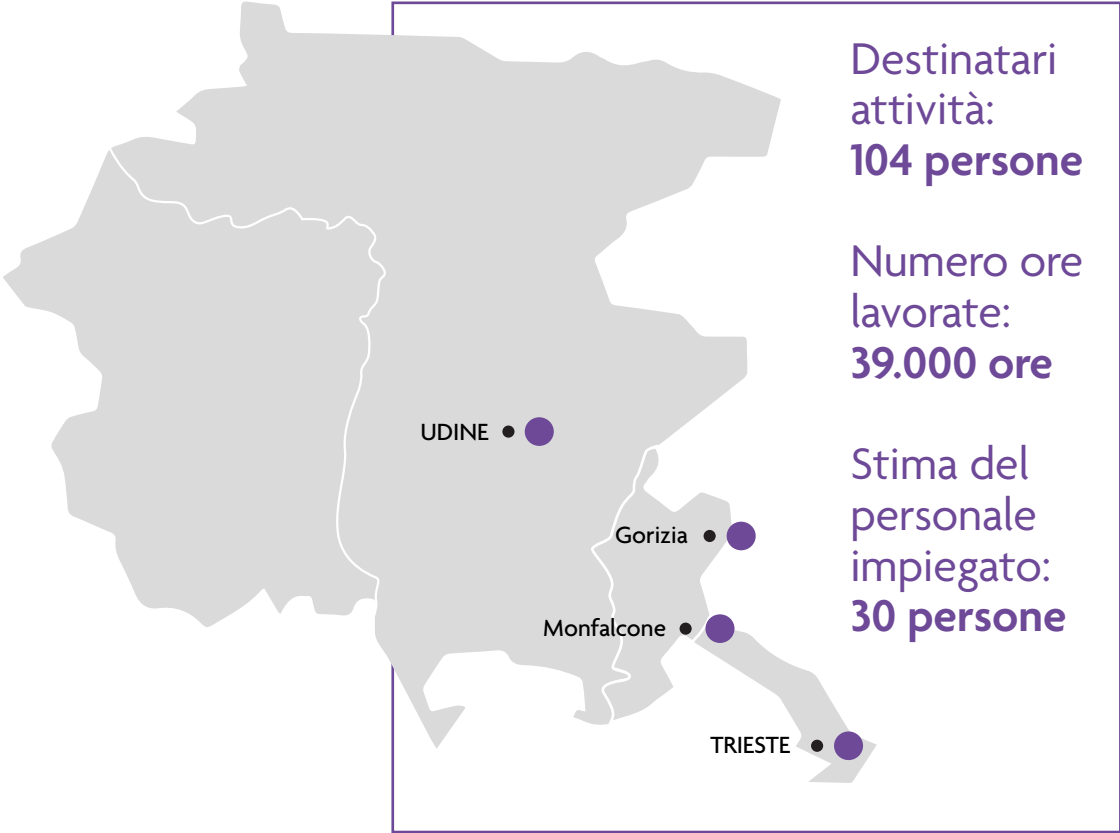 Destinatari
attività:
104 persone
Numero ore
lavorate:
39.000 ore
Stima del
personale
impiegato:
30 persone
UDINE
Gorizia
Monfalcone
TRIESTE